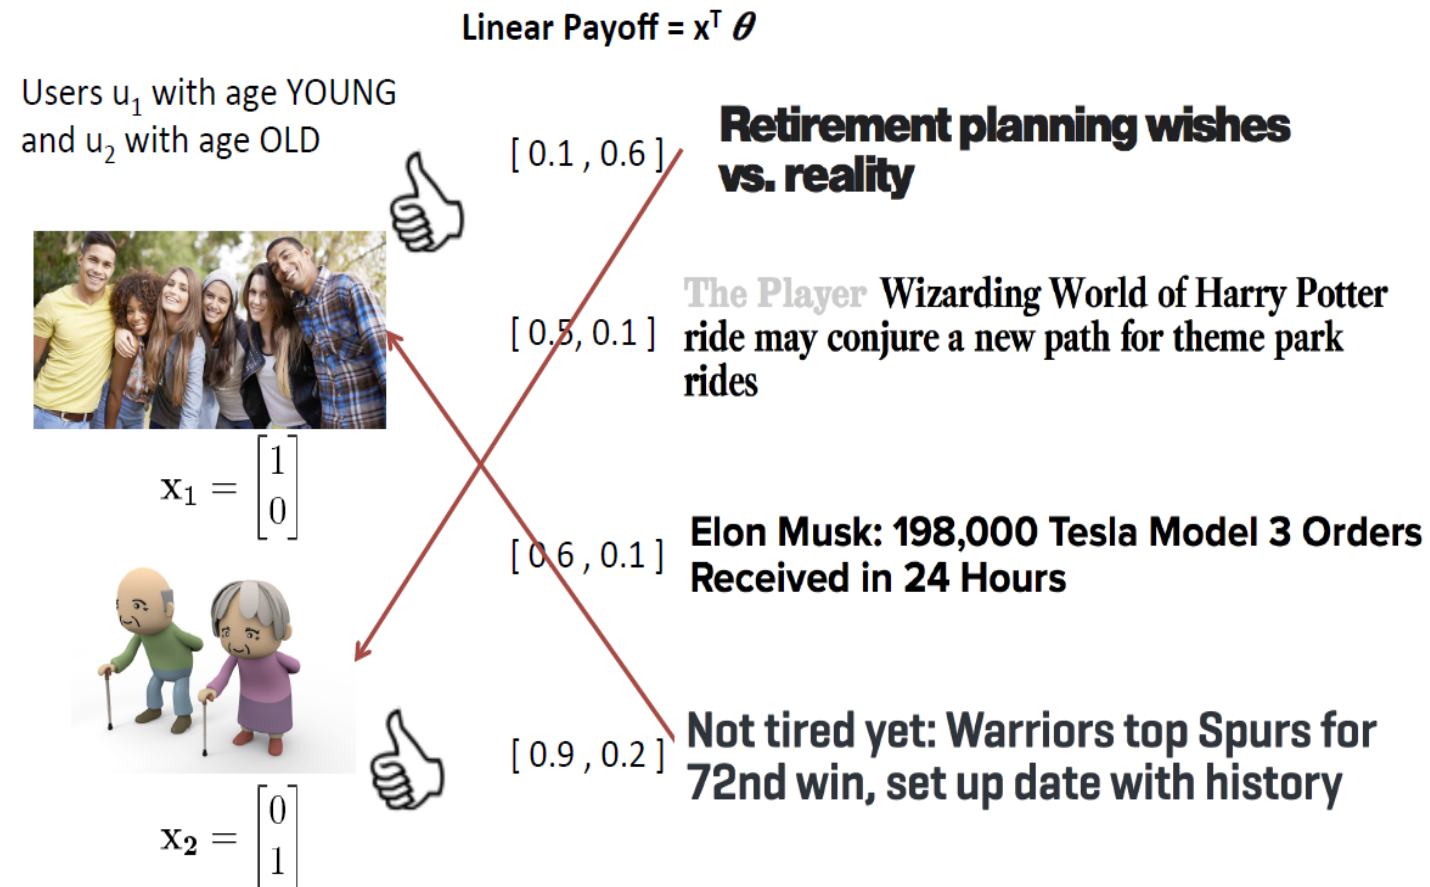 Linear Payoff = xᵀ 𝜃
Users u₁ with age YOUNG
and u₂ with age OLD
[ 0.1 , 0.6 ]
Retirement planning wishes
vs. reality
[ 0.5, 0.1 ]
The Player Wizarding World of Harry Potter
ride may conjure a new path for theme park
rides
x₁ = [1
0]
[ 0.6 , 0.1 ]
Elon Musk: 198,000 Tesla Model 3 Orders
Received in 24 Hours
[ 0.9 , 0.2 ]
Not tired yet: Warriors top Spurs for
72nd win, set up date with history
x₂ = [0
1]